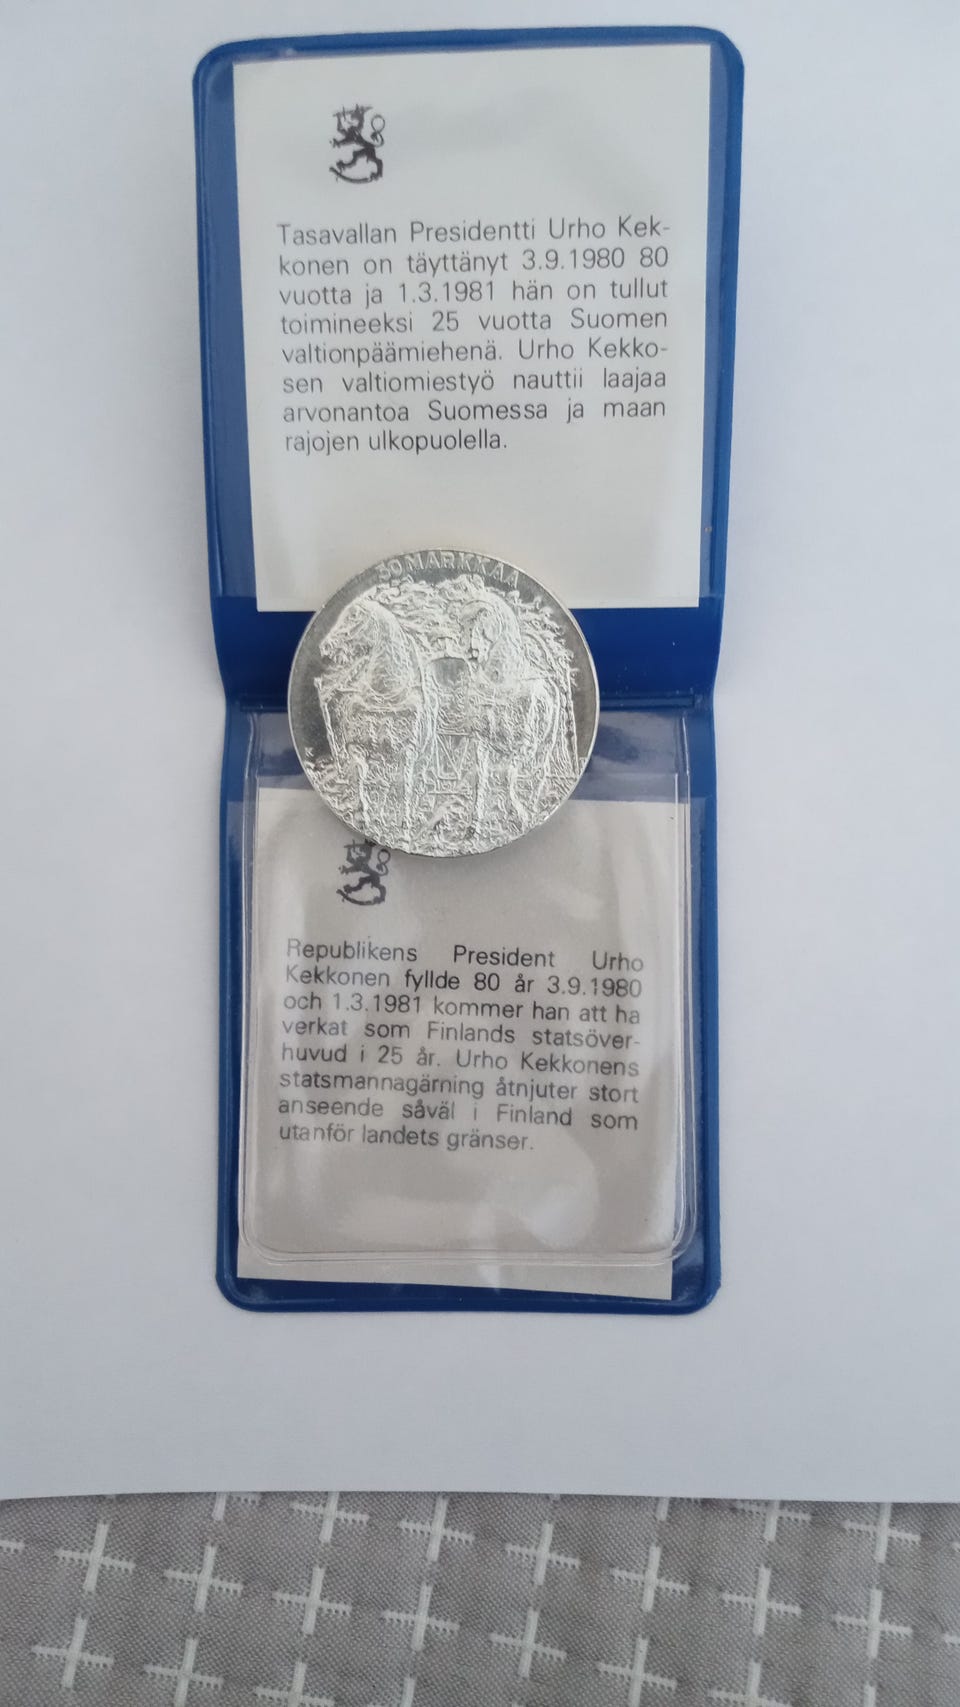 Tasavallan Presidentti Urho Kek-
konen on täyttänyt 3.9.1980 80
vuotta ja 1.3.1981 hän on tullut
toimineeksi 25 vuotta Suomen
valtionpäämiehenä. Urho Kekko-
sen valtiomiestyö nauttii laajaa
arvonantoa Suomessa ja maan
rajojen ulkopuolella.
50 MARKKAA
K
Republikens President Urho
Kekkonen fyllde 80 år 3.9.1980
och 1.3.1981 kommer han att ha
verkat som Finlands statsöver-
huvud i 25 år. Urho Kekkonens
statsmannagärning åtnjuter stort
anseende såväl i Finland som
utanför landets gränser.